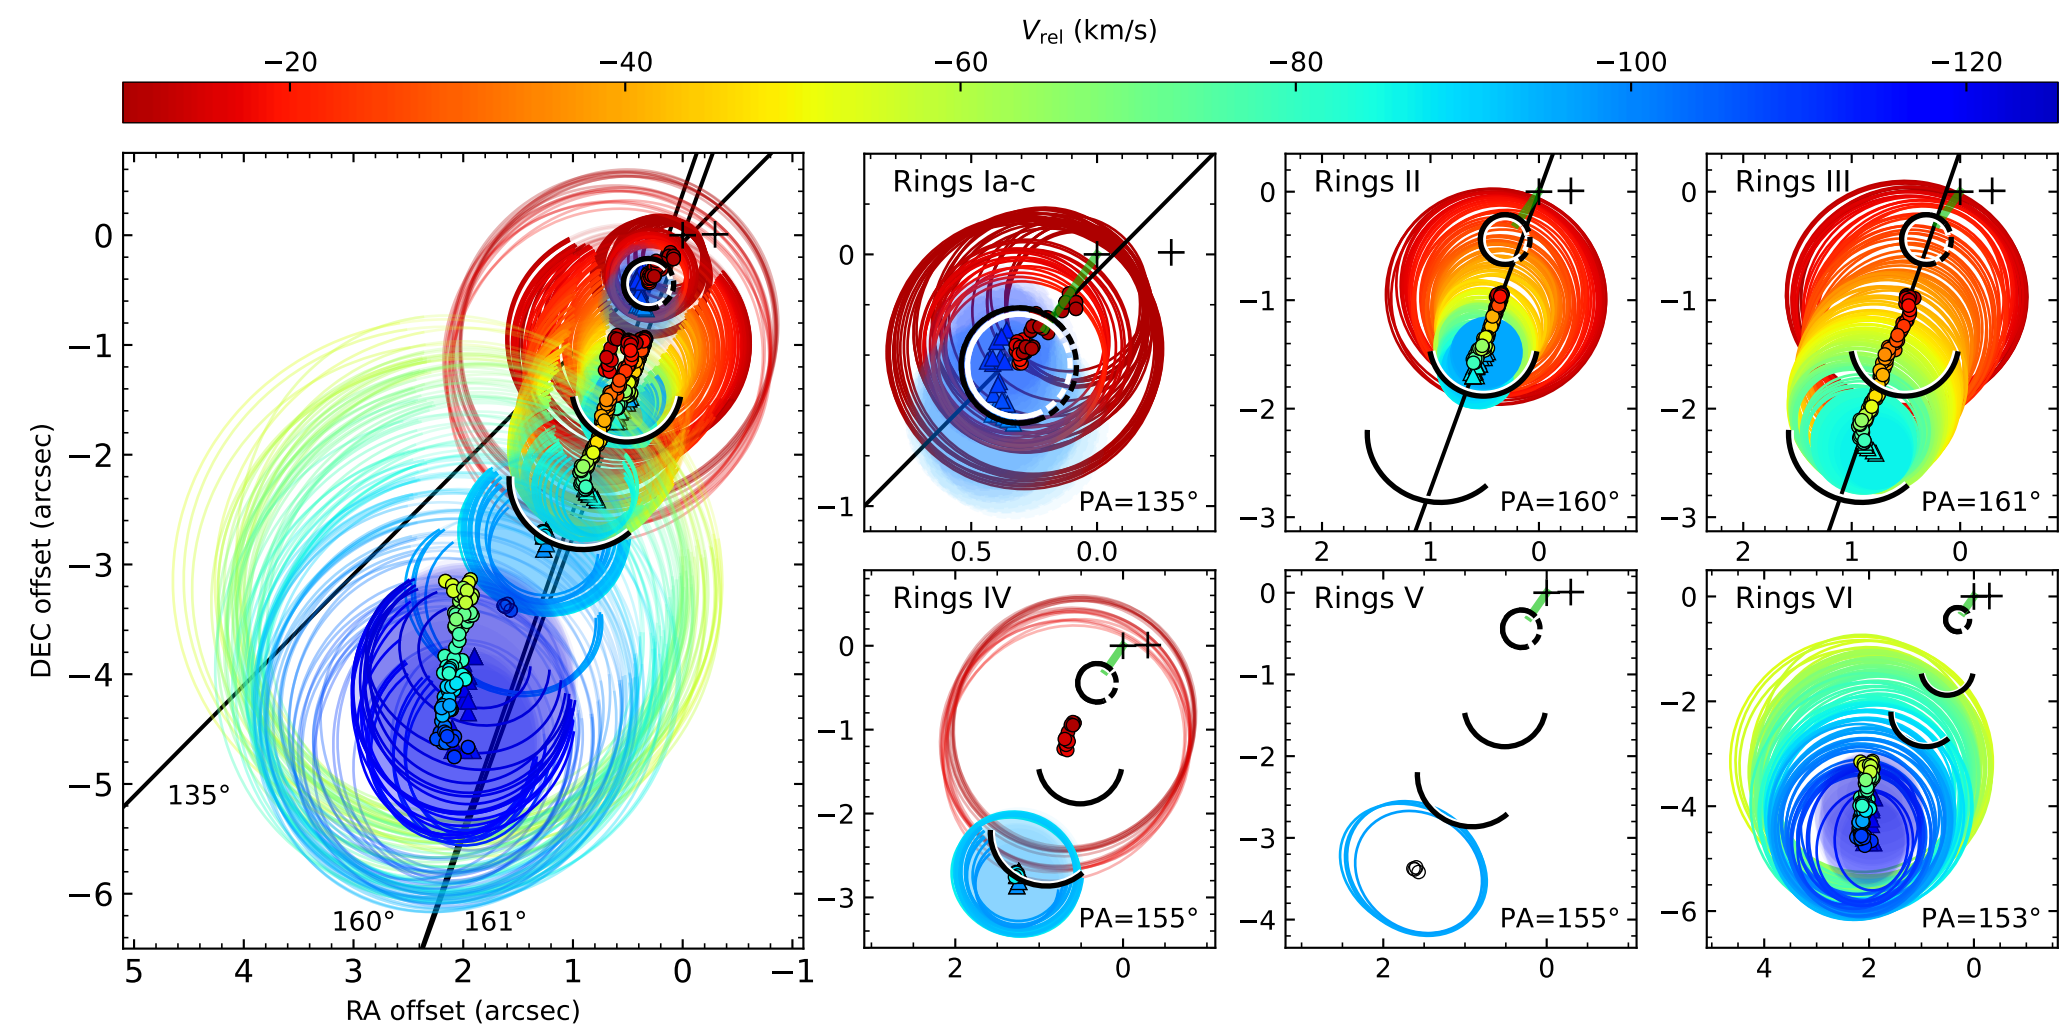 V_rel (km/s)
−20 −40 −60 −80 −100 −120
0
−1
−2
−3
−4
−5
−6
DEC offset (arcsec)
135°
160° 161°
5 4 3 2 1 0 −1
RA offset (arcsec)
Rings Ia-c
0
−1
PA=135°
0.5 0.0
Rings II
0
−1
−2
−3
PA=160°
2 1 0
Rings III
0
−1
−2
−3
PA=161°
2 1 0
Rings IV
0
−1
−2
−3
PA=155°
2 0
Rings V
0
−1
−2
−3
−4
PA=155°
2 0
Rings VI
0
−2
−4
−6
PA=153°
4 2 0